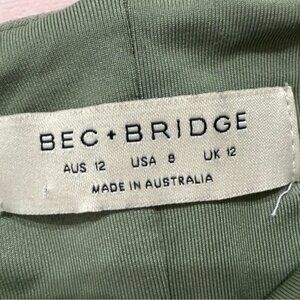 BEC+BRIDGE
AUS 12 USA 8 UK 12
MADE IN AUSTRALIA